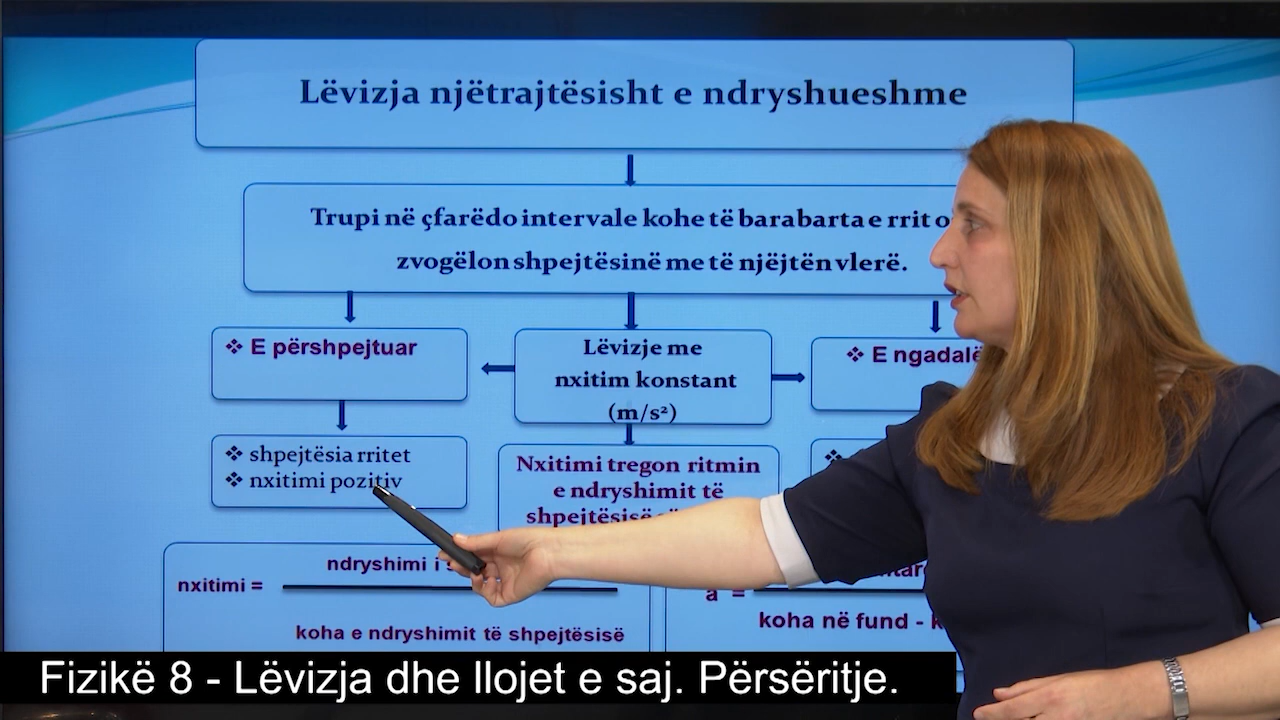 Lëvizja njëtrajtësisht e ndryshueshme
Trupi në çfarëdo intervale kohe të barabarta e rrit
zvogëlon shpejtësinë me të njëjtën vlerë.
❖ E përshpejtuar
Lëvizje me
nxitim konstant
(m/s²)
❖ E
❖ shpejtësia rritet
❖ nxitimi pozitiv
Nxitimi tregon ritmin
e ndryshimit të
shpejtësisë
ndryshimi i
nxitimi =
koha e ndryshimit të shpejtësisë
a =
koha në fund -
Fizikë 8 - Lëvizja dhe llojet e saj. Përsëritje.